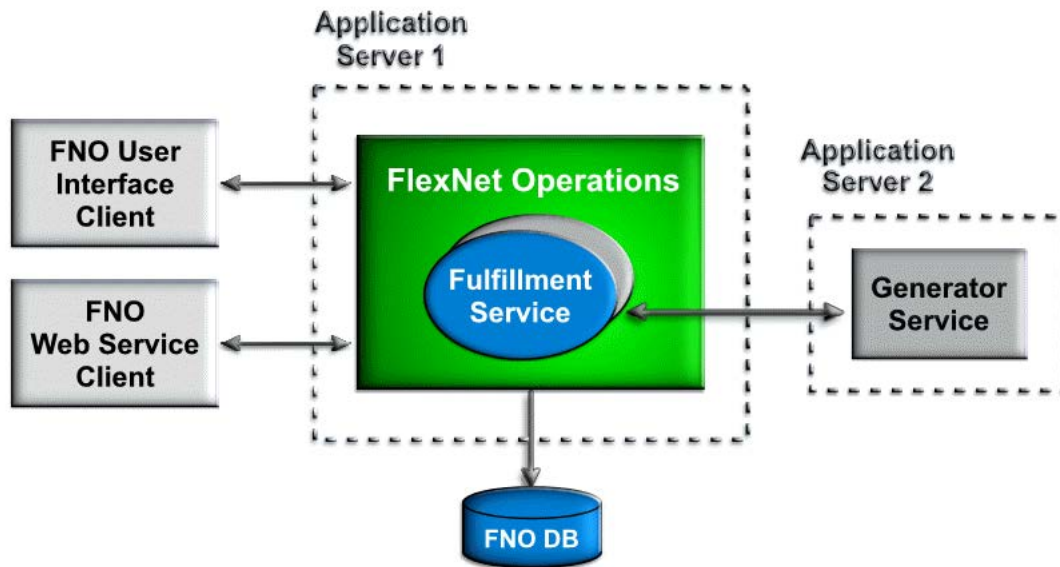 Application
Server 1
FNO User
Interface
Client
FlexNet Operations
Application
Server 2
Fulfillment
Service
Generator
Service
FNO
Web Service
Client
FNO DB